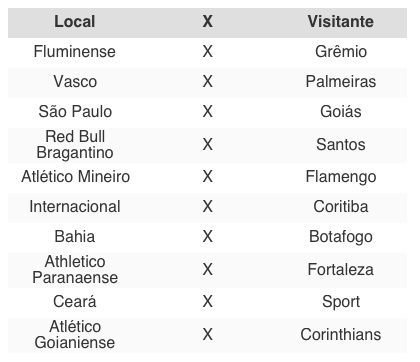 Local X Visitante
Fluminense X Grêmio
Vasco X Palmeiras
São Paulo X Goiás
Red Bull
Bragantino X Santos
Atlético Mineiro X Flamengo
Internacional X Coritiba
Bahia X Botafogo
Athletico
Paranaense X Fortaleza
Ceará X Sport
Atlético
Goianiense X Corinthians